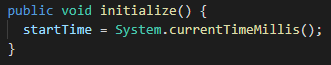 public void initialize() {
  startTime = System.currentTimeMillis();
}